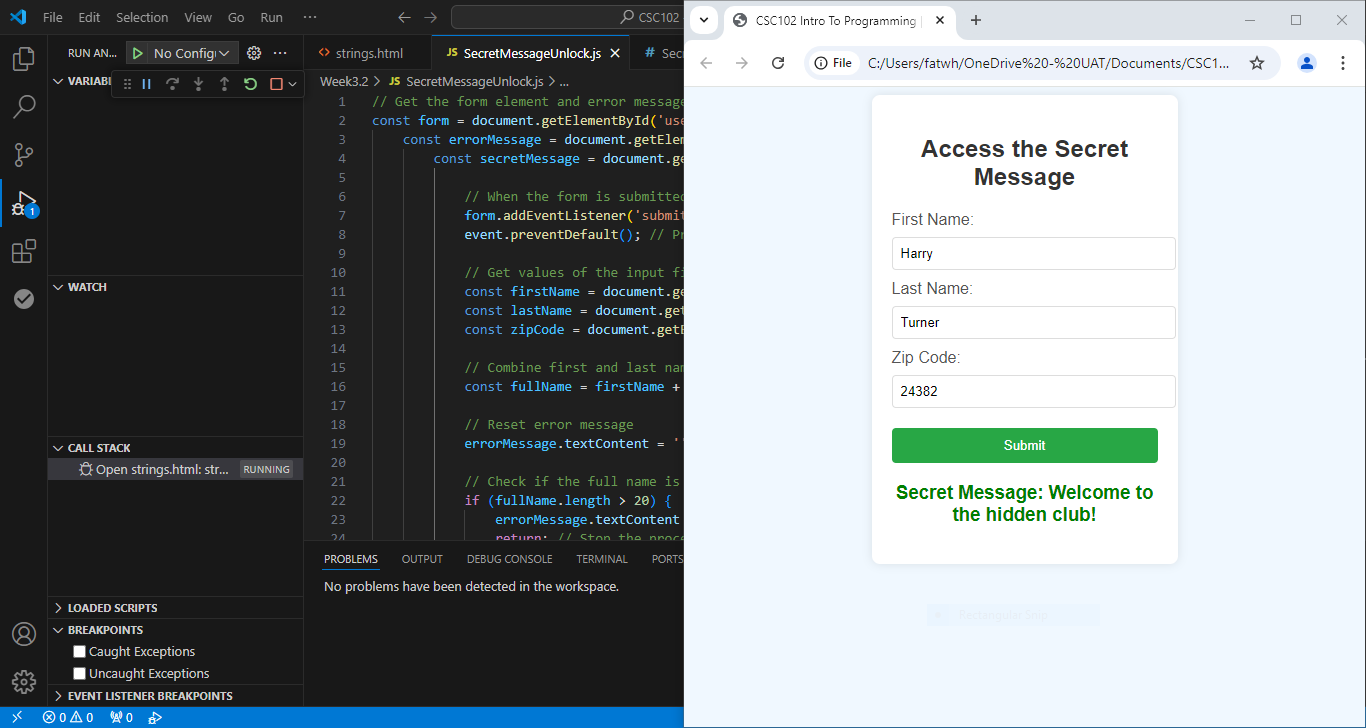 File Edit Selection View Go Run ··· CSC102
RUN AN... No Config
strings.html JS SecretMessageUnlock.js # Sec
VARIABL
Week3.2 > JS SecretMessageUnlock.js > ...
1 // Get the form element and error message
2 const form = document.getElementById('use
3 const errorMessage = document.getElem
4 const secretMessage = document.ge
5
6 // When the form is submitted
7 form.addEventListener('submit
8 event.preventDefault(); // Pr
9
10 // Get values of the input fi
11 const firstName = document.ge
12 const lastName = document.get
13 const zipCode = document.getE
14
15 // Combine first and last nam
16 const fullName = firstName +
17
18 // Reset error message
19 errorMessage.textContent = ''
20
21 // Check if the full name is
22 if (fullName.length > 20) {
23 errorMessage.textContent
24 return; // Stop the proce
WATCH
CALL STACK
Open strings.html: str... RUNNING
LOADED SCRIPTS
BREAKPOINTS
Caught Exceptions
Uncaught Exceptions
EVENT LISTENER BREAKPOINTS
1
PROBLEMS OUTPUT DEBUG CONSOLE TERMINAL PORTS
No problems have been detected in the workspace.
0 0 0
CSC102 Intro To Programming |
File C:/Users/fatwh/OneDrive%20-%20UAT/Documents/CSC1...
Access the Secret
Message
First Name:
Harry
Last Name:
Turner
Zip Code:
24382
Submit
Secret Message: Welcome to
the hidden club!
Rectangular Snip